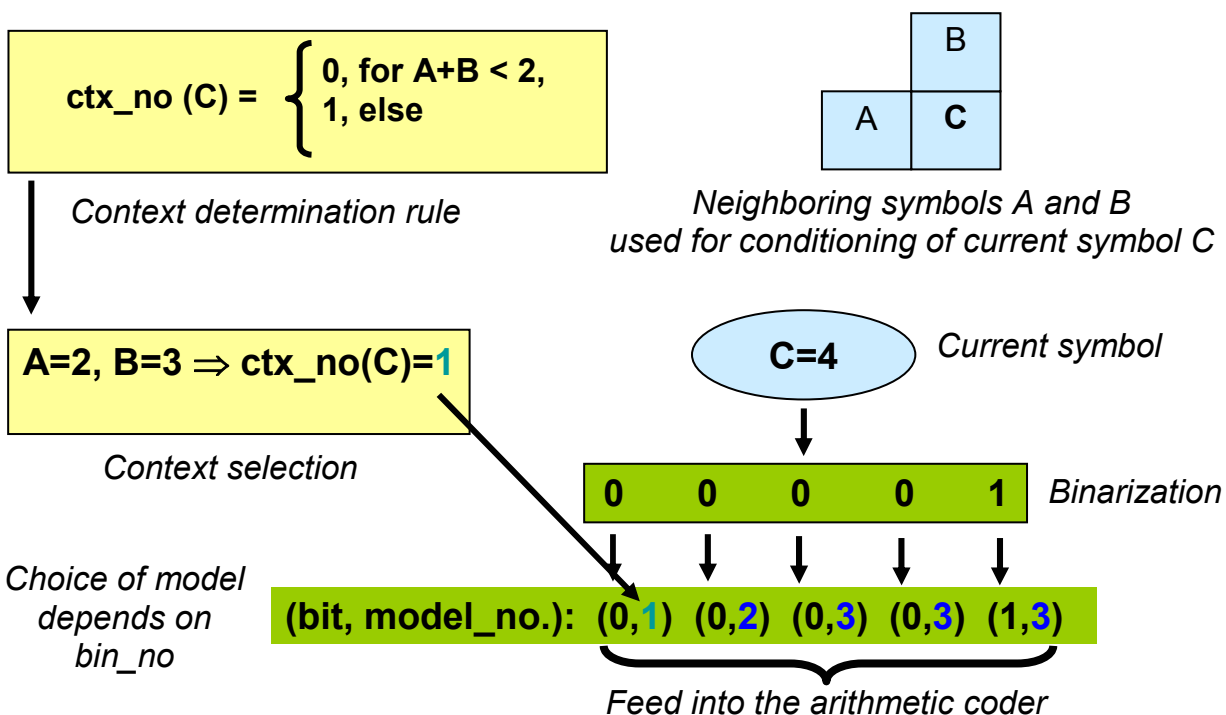 ctx_no (C) = { 0, for A+B < 2,
1, else
Context determination rule
B
A C
Neighboring symbols A and B
used for conditioning of current symbol C
A=2, B=3 ⇒ ctx_no(C)=1
Context selection
C=4
Current symbol
0 0 0 0 1
Binarization
Choice of model
depends on
bin_no
(bit, model_no.): (0,1) (0,2) (0,3) (0,3) (1,3)
Feed into the arithmetic coder